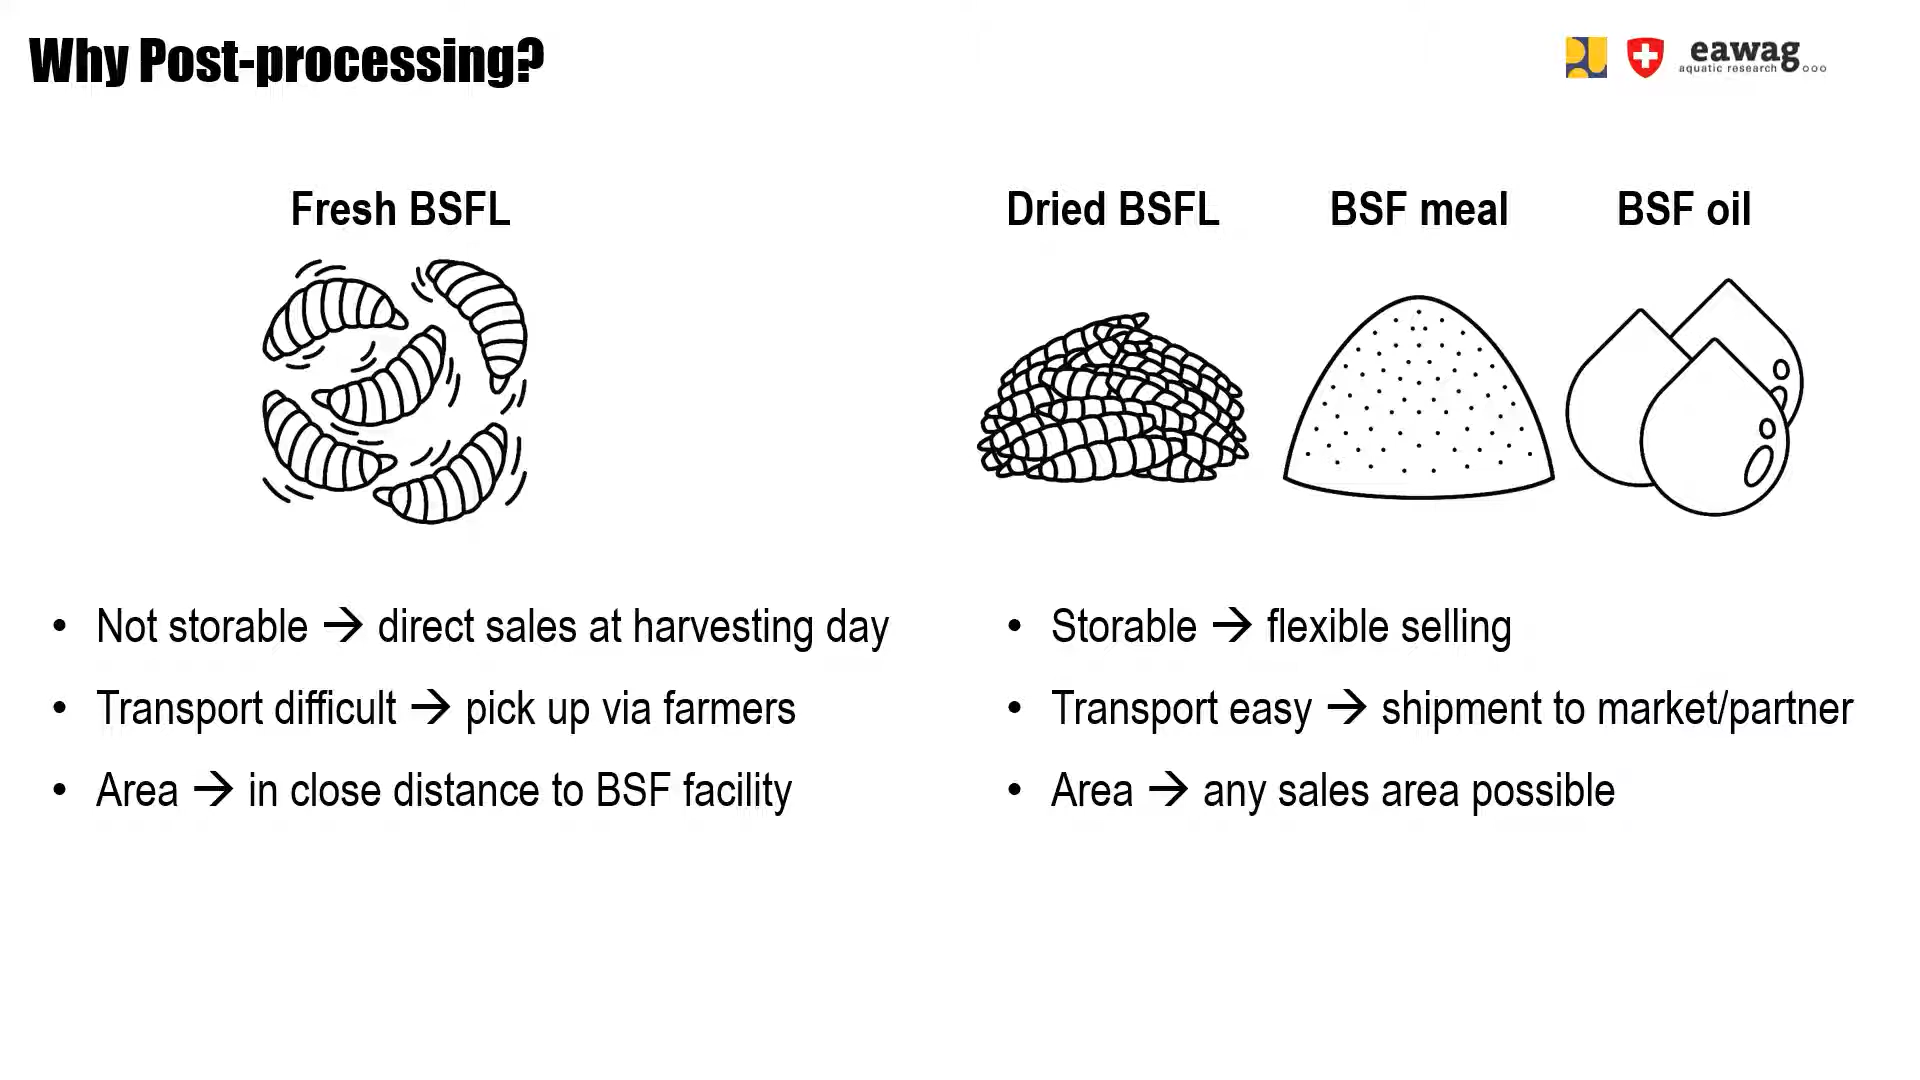 Why Post-processing?
eawag
aquatic research
Fresh BSFL
Dried BSFL
BSF meal
BSF oil
• Not storable → direct sales at harvesting day
• Transport difficult → pick up via farmers
• Area → in close distance to BSF facility
• Storable → flexible selling
• Transport easy → shipment to market/partner
• Area → any sales area possible